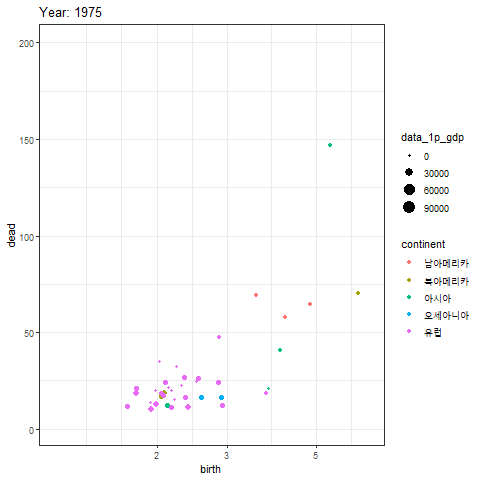 Year: 1975
200
150
100
50
0
dead
2
3
5
birth
data_1p_gdp
0
30000
60000
90000
continent
남아메리카
북아메리카
아시아
오세아니아
유럽